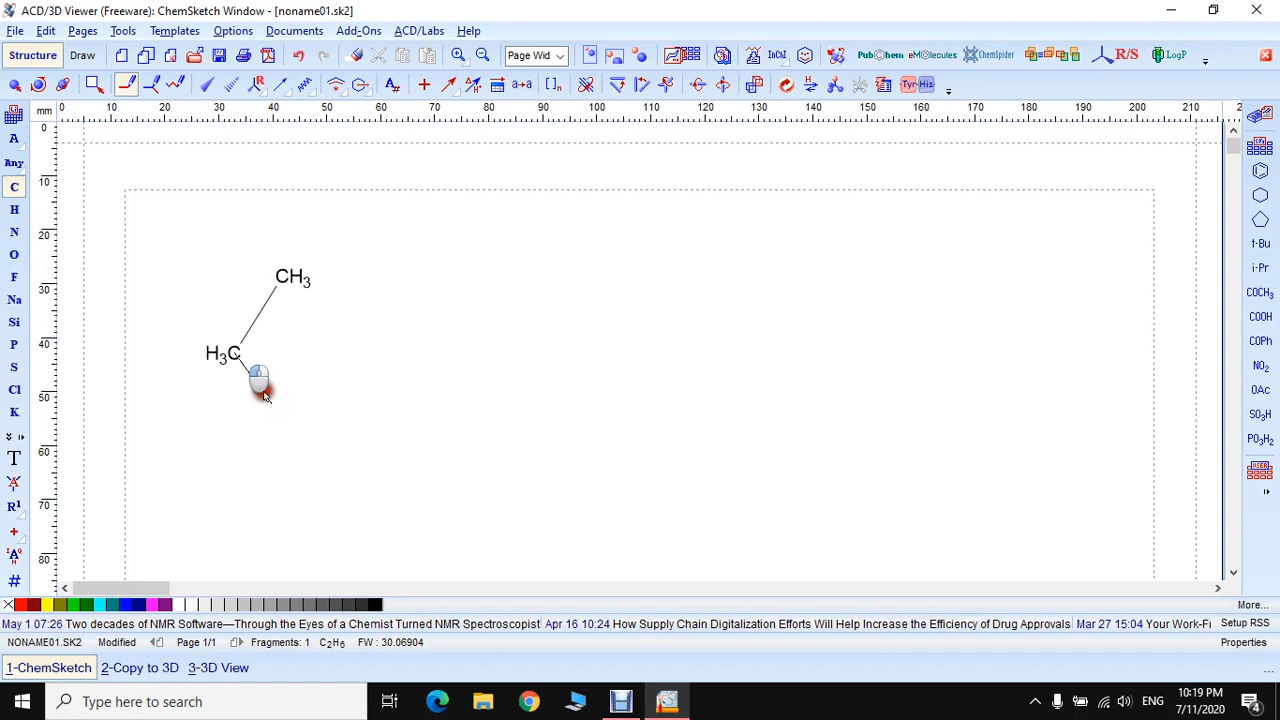 ACD/3D Viewer (Freeware): ChemSketch Window - [noname01.sk2]
File Edit Pages Tools Templates Options Documents Add-Ons ACD/Labs Help
Structure Draw Page Wid InChI PubChem eMolecules ChemSpider R/S LogP
Tyr His
mm 0 10 20 30 40 50 60 70 80 90 100 110 120 130 140 150 160 170 180 190 200 210 2
0
10
20
30
40
50
60
70
80
A
Any
C
H
N
O
F
Na
Si
P
S
Cl
K
T
R¹
#
CH₃
H₃C
t-Bu
i-Pr
COCH₃
COOH
COPh
NO₂
OAc
SO₃H
PO₃H₂
USER
More...
May 1 07:26 Two decades of NMR Software—Through the Eyes of a Chemist Turned NMR Spectroscopist Apr 16 10:24 How Supply Chain Digitalization Efforts Will Help Increase the Efficiency of Drug Approvals Mar 27 15:04 Your Work-Fr Setup RSS
NONAME01.SK2 Modified Page 1/1 Fragments: 1 C₂H₆ FW : 30.06904 Properties
1-ChemSketch 2-Copy to 3D 3-3D View
Type here to search ENG 10:19 PM
7/11/2020 4